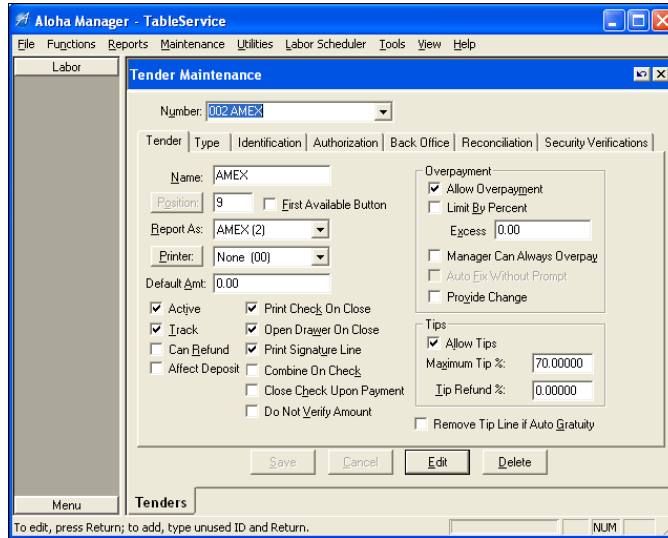 Aloha Manager - TableService
File Functions Reports Maintenance Utilities Labor Scheduler Tools View Help
Labor
Tender Maintenance
Number: 002 AMEX
Tender Type Identification Authorization Back Office Reconciliation Security Verifications
Name: AMEX
Position: 9 First Available Button
Report As: AMEX (2)
Printer: None (00)
Default Amt: 0.00
Active
Track
Can Refund
Affect Deposit
Print Check On Close
Open Drawer On Close
Print Signature Line
Combine On Check
Close Check Upon Payment
Do Not Verify Amount
Overpayment
Allow Overpayment
Limit By Percent
Excess 0.00
Manager Can Always Overpay
Auto Fix Without Prompt
Provide Change
Tips
Allow Tips
Maximum Tip %: 70.00000
Tip Refund %: 0.00000
Remove Tip Line if Auto Gratuity
Save Cancel Edit Delete
Menu
Tenders
To edit, press Return; to add, type unused ID and Return.
NUM